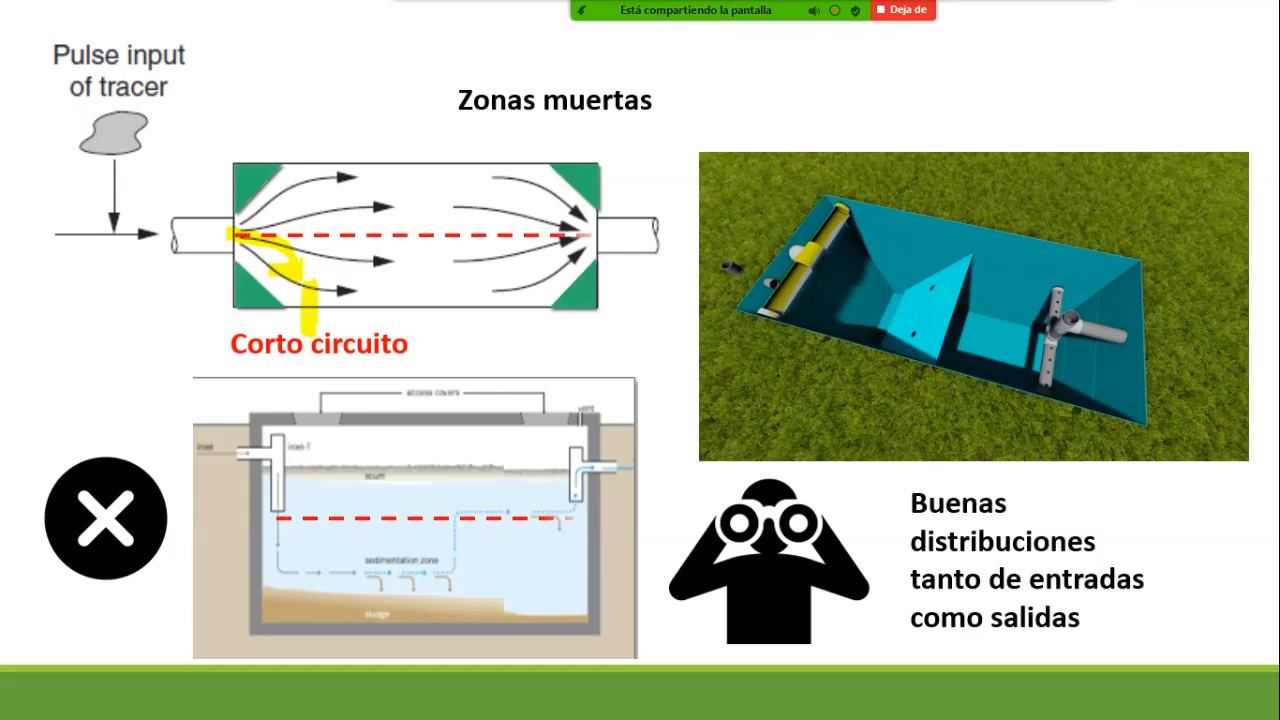 Está compartiendo la pantalla
Deja de
Pulse input
of tracer
Zonas muertas
Corto circuito
access covers
vent
inlet
inlet-T
scum
sedimentation zone
sludge
Buenas
distribuciones
tanto de entradas
como salidas